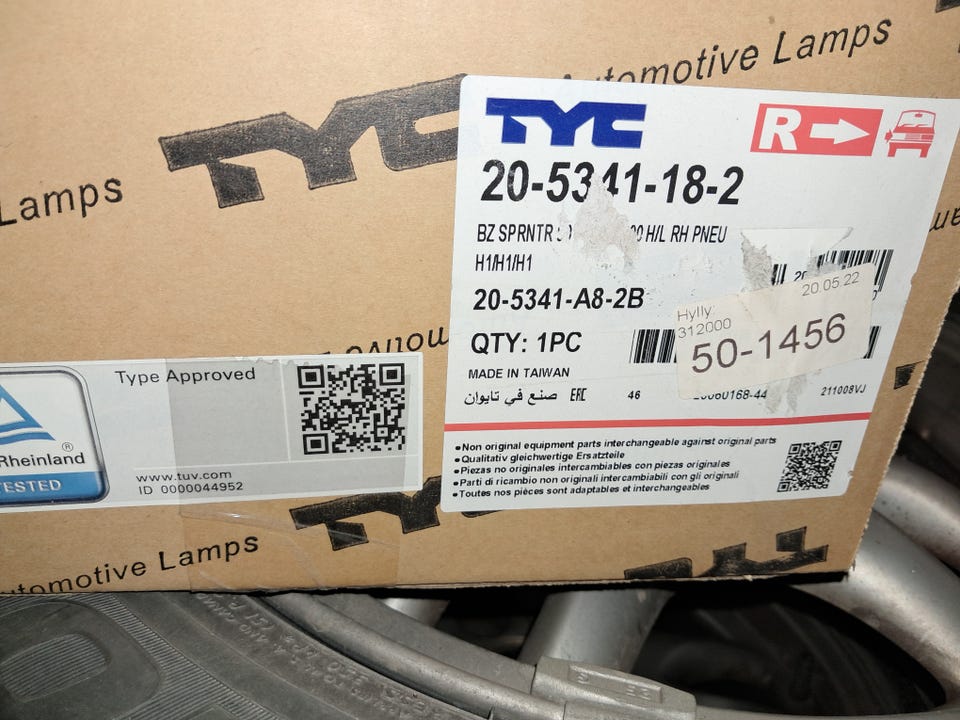 Automotive Lamps
TYC
Lamps
TYC
R
20-5341-18-2
BZ SPRNTR H/L RH PNEU
H1/H1/H1
20-5341-A8-2B
QTY: 1PC
MADE IN TAIWAN
صنع في تايوان EAC 46 211008VJ
20.05.22
Hylly
312000
50-1456
•Non original equipment parts interchangeable against original parts
•Qualitativ gleichwertige Ersatzteile
•Piezas no originales intercambiables con piezas originales
•Parti di ricambio non originali intercambiabili con gli originali
•Toutes nos pièces sont adaptables et interchangeables
Type Approved
Rheinland
®
TESTED
www.tuv.com
ID 0000044952
utomotive Lamps